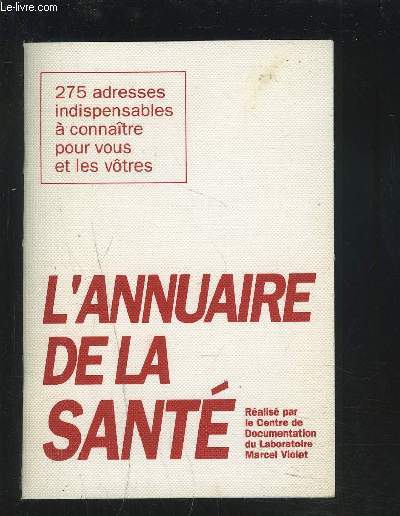 www.Le-livre.com
275 adresses
indispensables
à connaître
pour vous
et les vôtres
L'ANNUAIRE
DE LA
SANTÉ
Réalisé par
le Centre de
Documentation
du Laboratoire
Marcel Violet